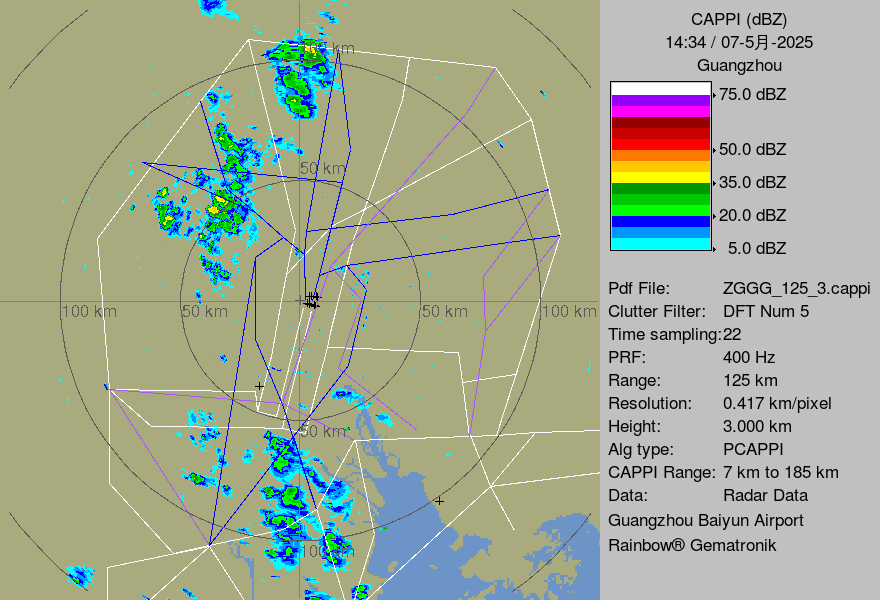 CAPPI (dBZ)
14:34 / 07-5月-2025
Guangzhou
75.0 dBZ
50.0 dBZ
35.0 dBZ
20.0 dBZ
5.0 dBZ
Pdf File: ZGGG_125_3.cappi
Clutter Filter: DFT Num 5
Time sampling:22
PRF: 400 Hz
Range: 125 km
Resolution: 0.417 km/pixel
Height: 3.000 km
Alg type: PCAPPI
CAPPI Range: 7 km to 185 km
Data: Radar Data
Guangzhou Baiyun Airport
Rainbow® Gematronik
50 km
100 km
50 km
50 km
100 km
50 km
100 km